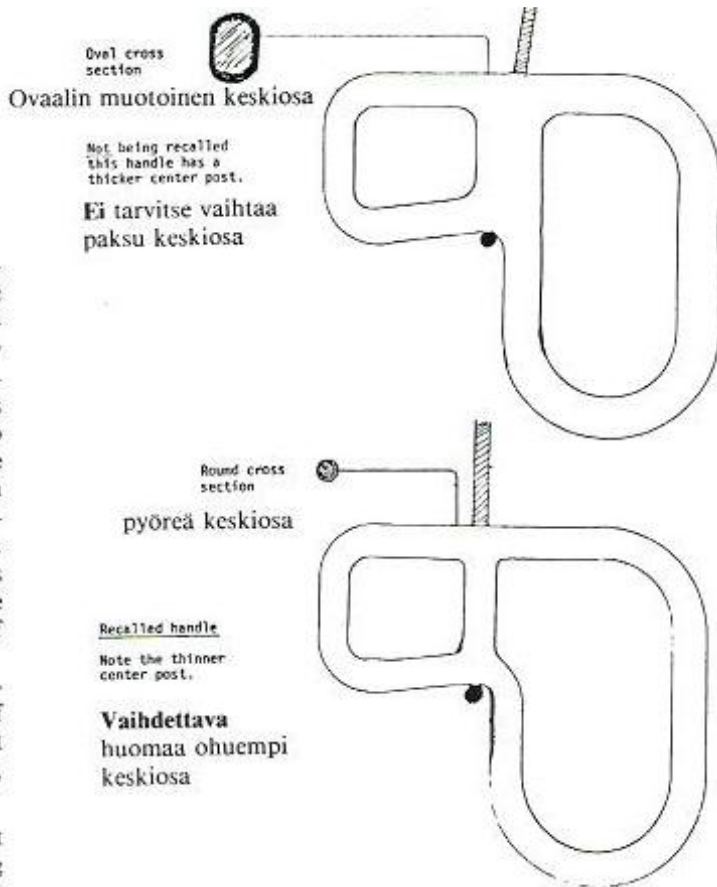 Oval cross
section
Ovaalin muotoinen keskiosa
Not being recalled
this handle has a
thicker center post.
Ei tarvitse vaihtaa
paksu keskiosa
Round cross
section
pyöreä keskiosa
Recalled handle
Note the thinner
center post.
Vaihdettava
huomaa ohuempi
keskiosa